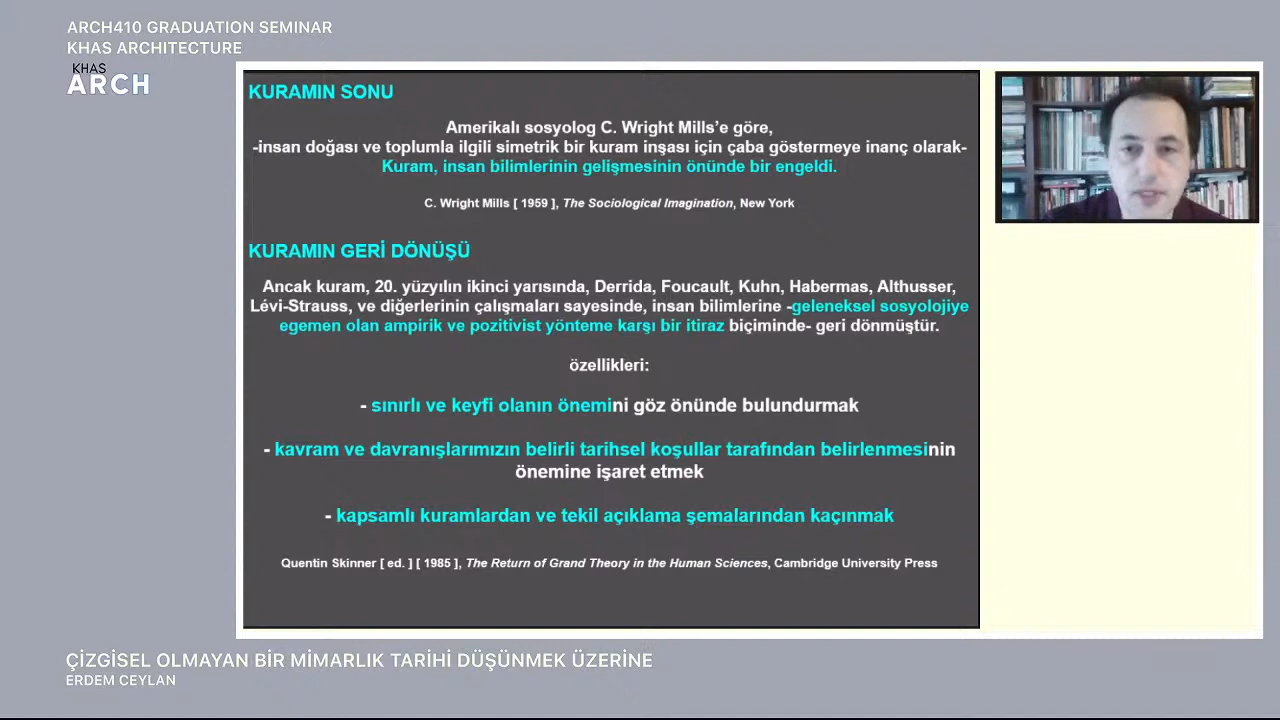 ARCH410 GRADUATION SEMINAR
KHAS ARCHITECTURE
KHAS
ARCH
KURAMIN SONU
Amerikalı sosyolog C. Wright Mills’e göre,
-insan doğası ve toplumla ilgili simetrik bir kuram inşası için çaba göstermeye inanç olarak-
Kuram, insan bilimlerinin gelişmesinin önünde bir engeldi.
C. Wright Mills [ 1959 ], The Sociological Imagination, New York
KURAMIN GERİ DÖNÜŞÜ
Ancak kuram, 20. yüzyılın ikinci yarısında, Derrida, Foucault, Kuhn, Habermas, Althusser,
Lévi-Strauss, ve diğerlerinin çalışmaları sayesinde, insan bilimlerine -geleneksel sosyolojiye
egemen olan ampirik ve pozitivist yönteme karşı bir itiraz biçiminde- geri dönmüştür.
özellikleri:
- sınırlı ve keyfi olanın önemini göz önünde bulundurmak
- kavram ve davranışlarımızın belirli tarihsel koşullar tarafından belirlenmesinin
önemine işaret etmek
- kapsamlı kuramlardan ve tekil açıklama şemalarından kaçınmak
Quentin Skinner [ ed. ] [ 1985 ], The Return of Grand Theory in the Human Sciences, Cambridge University Press
ÇİZGİSEL OLMAYAN BİR MİMARLIK TARİHİ DÜŞÜNMEK ÜZERİNE
ERDEM CEYLAN